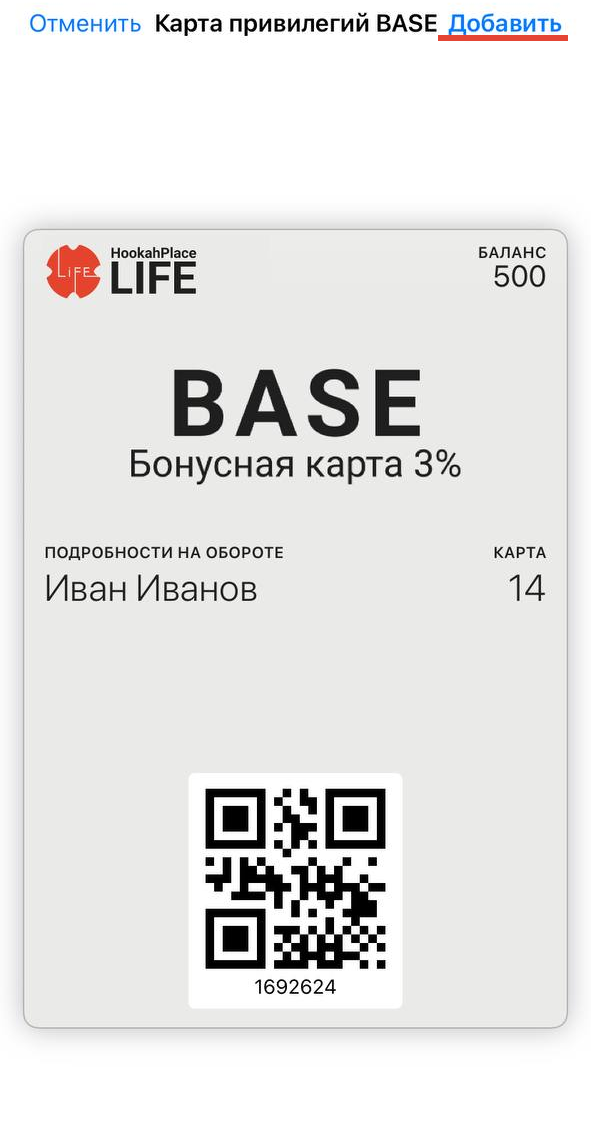 Отменить Карта привилегий BASE Добавить
LIFE
HookahPlace
LIFE
БАЛАНС
500
BASE
Бонусная карта 3%
ПОДРОБНОСТИ НА ОБОРОТЕ
Иван Иванов
КАРТА
14
1692624